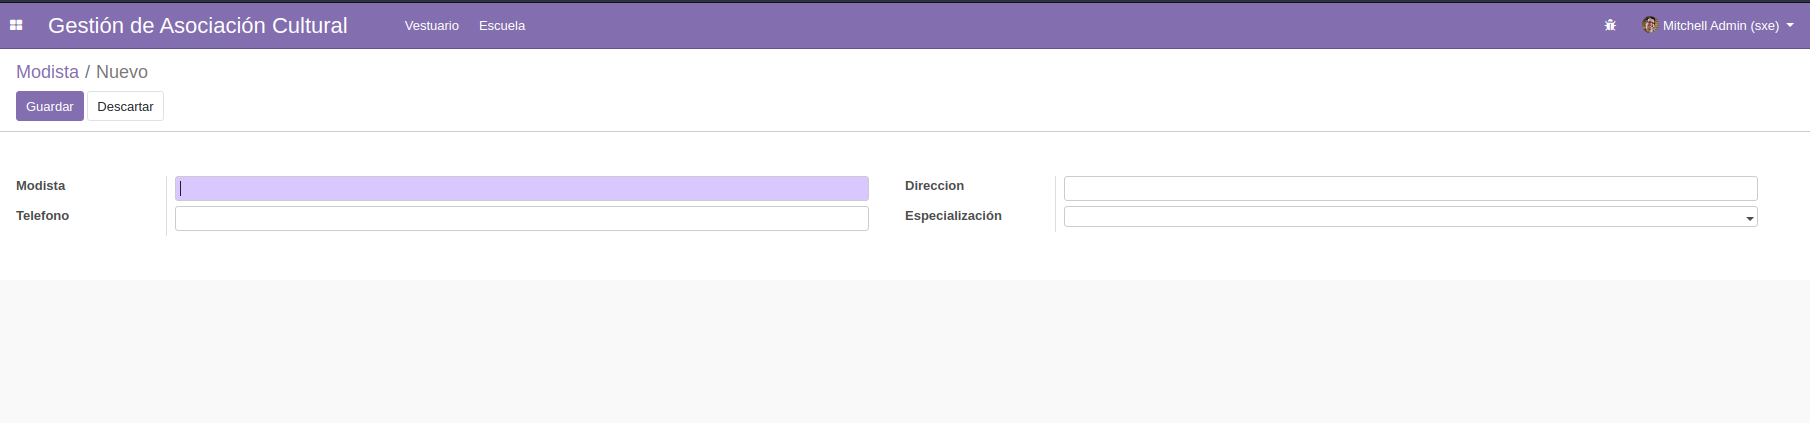 Gestión de Asociación Cultural Vestuario Escuela Mitchell Admin (sxe)
Modista / Nuevo
Guardar Descartar
Modista Direccion
Telefono Especialización